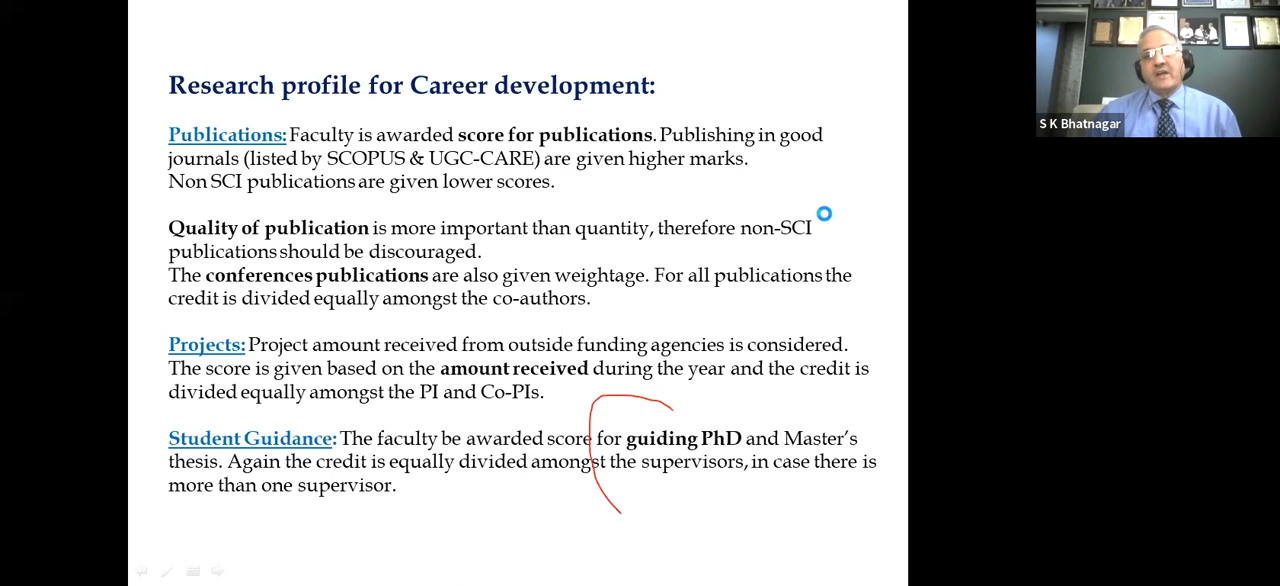 Research profile for Career development:
Publications: Faculty is awarded score for publications. Publishing in good
journals (listed by SCOPUS & UGC-CARE) are given higher marks.
Non SCI publications are given lower scores.
Quality of publication is more important than quantity, therefore non-SCI
publications should be discouraged.
The conferences publications are also given weightage. For all publications the
credit is divided equally amongst the co-authors.
Projects: Project amount received from outside funding agencies is considered.
The score is given based on the amount received during the year and the credit is
divided equally amongst the PI and Co-PIs.
Student Guidance: The faculty be awarded score for guiding PhD and Master's
thesis. Again the credit is equally divided amongst the supervisors, in case there is
more than one supervisor.
S K Bhatnagar